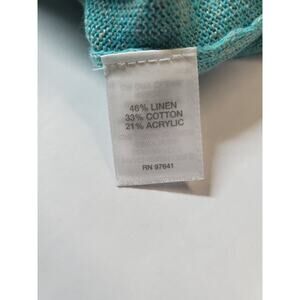 46% LINEN
33% COTTON
21% ACRYLIC
RN 97641